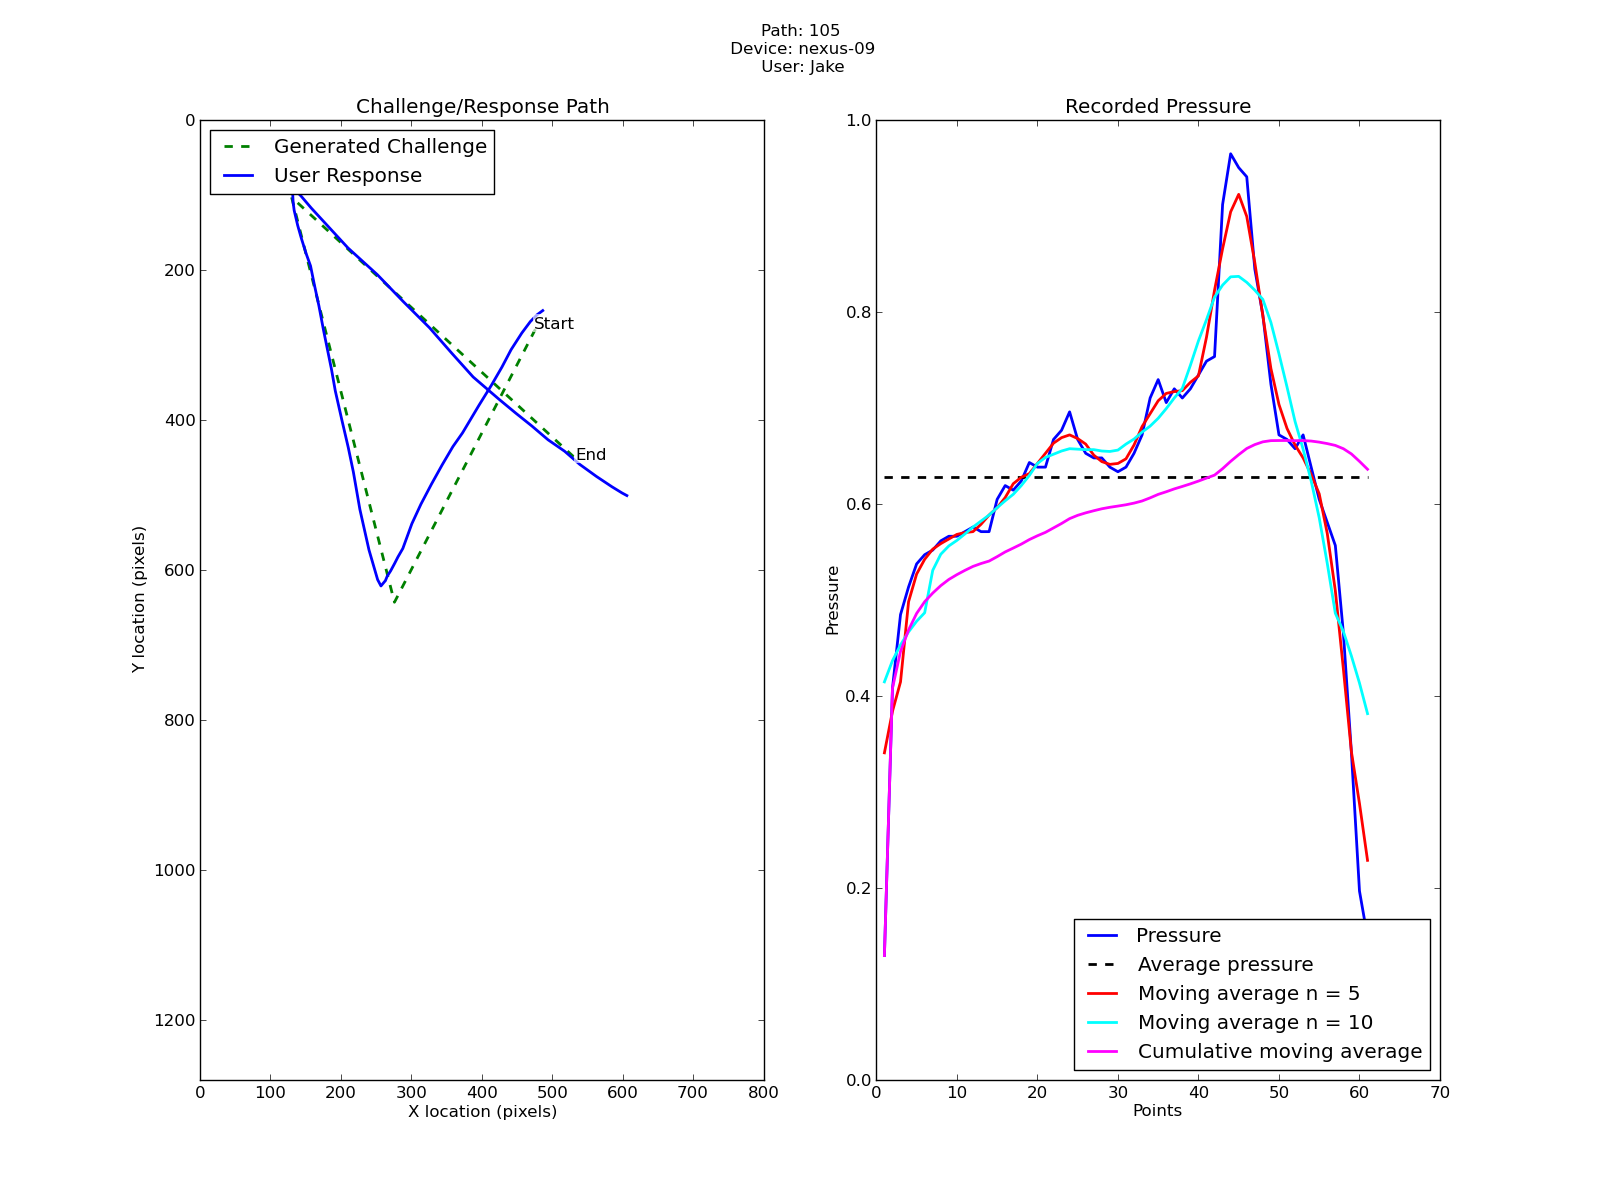 Path: 105
Device: nexus-09
User: Jake
Challenge/Response Path
Generated Challenge
User Response
Start
End
0
200
400
600
800
1000
1200
Y location (pixels)
0 100 200 300 400 500 600 700 800
X location (pixels)
Recorded Pressure
1.0
0.8
0.6
0.4
0.2
0.0
Pressure
Pressure
Average pressure
Moving average n = 5
Moving average n = 10
Cumulative moving average
0 10 20 30 40 50 60 70
Points